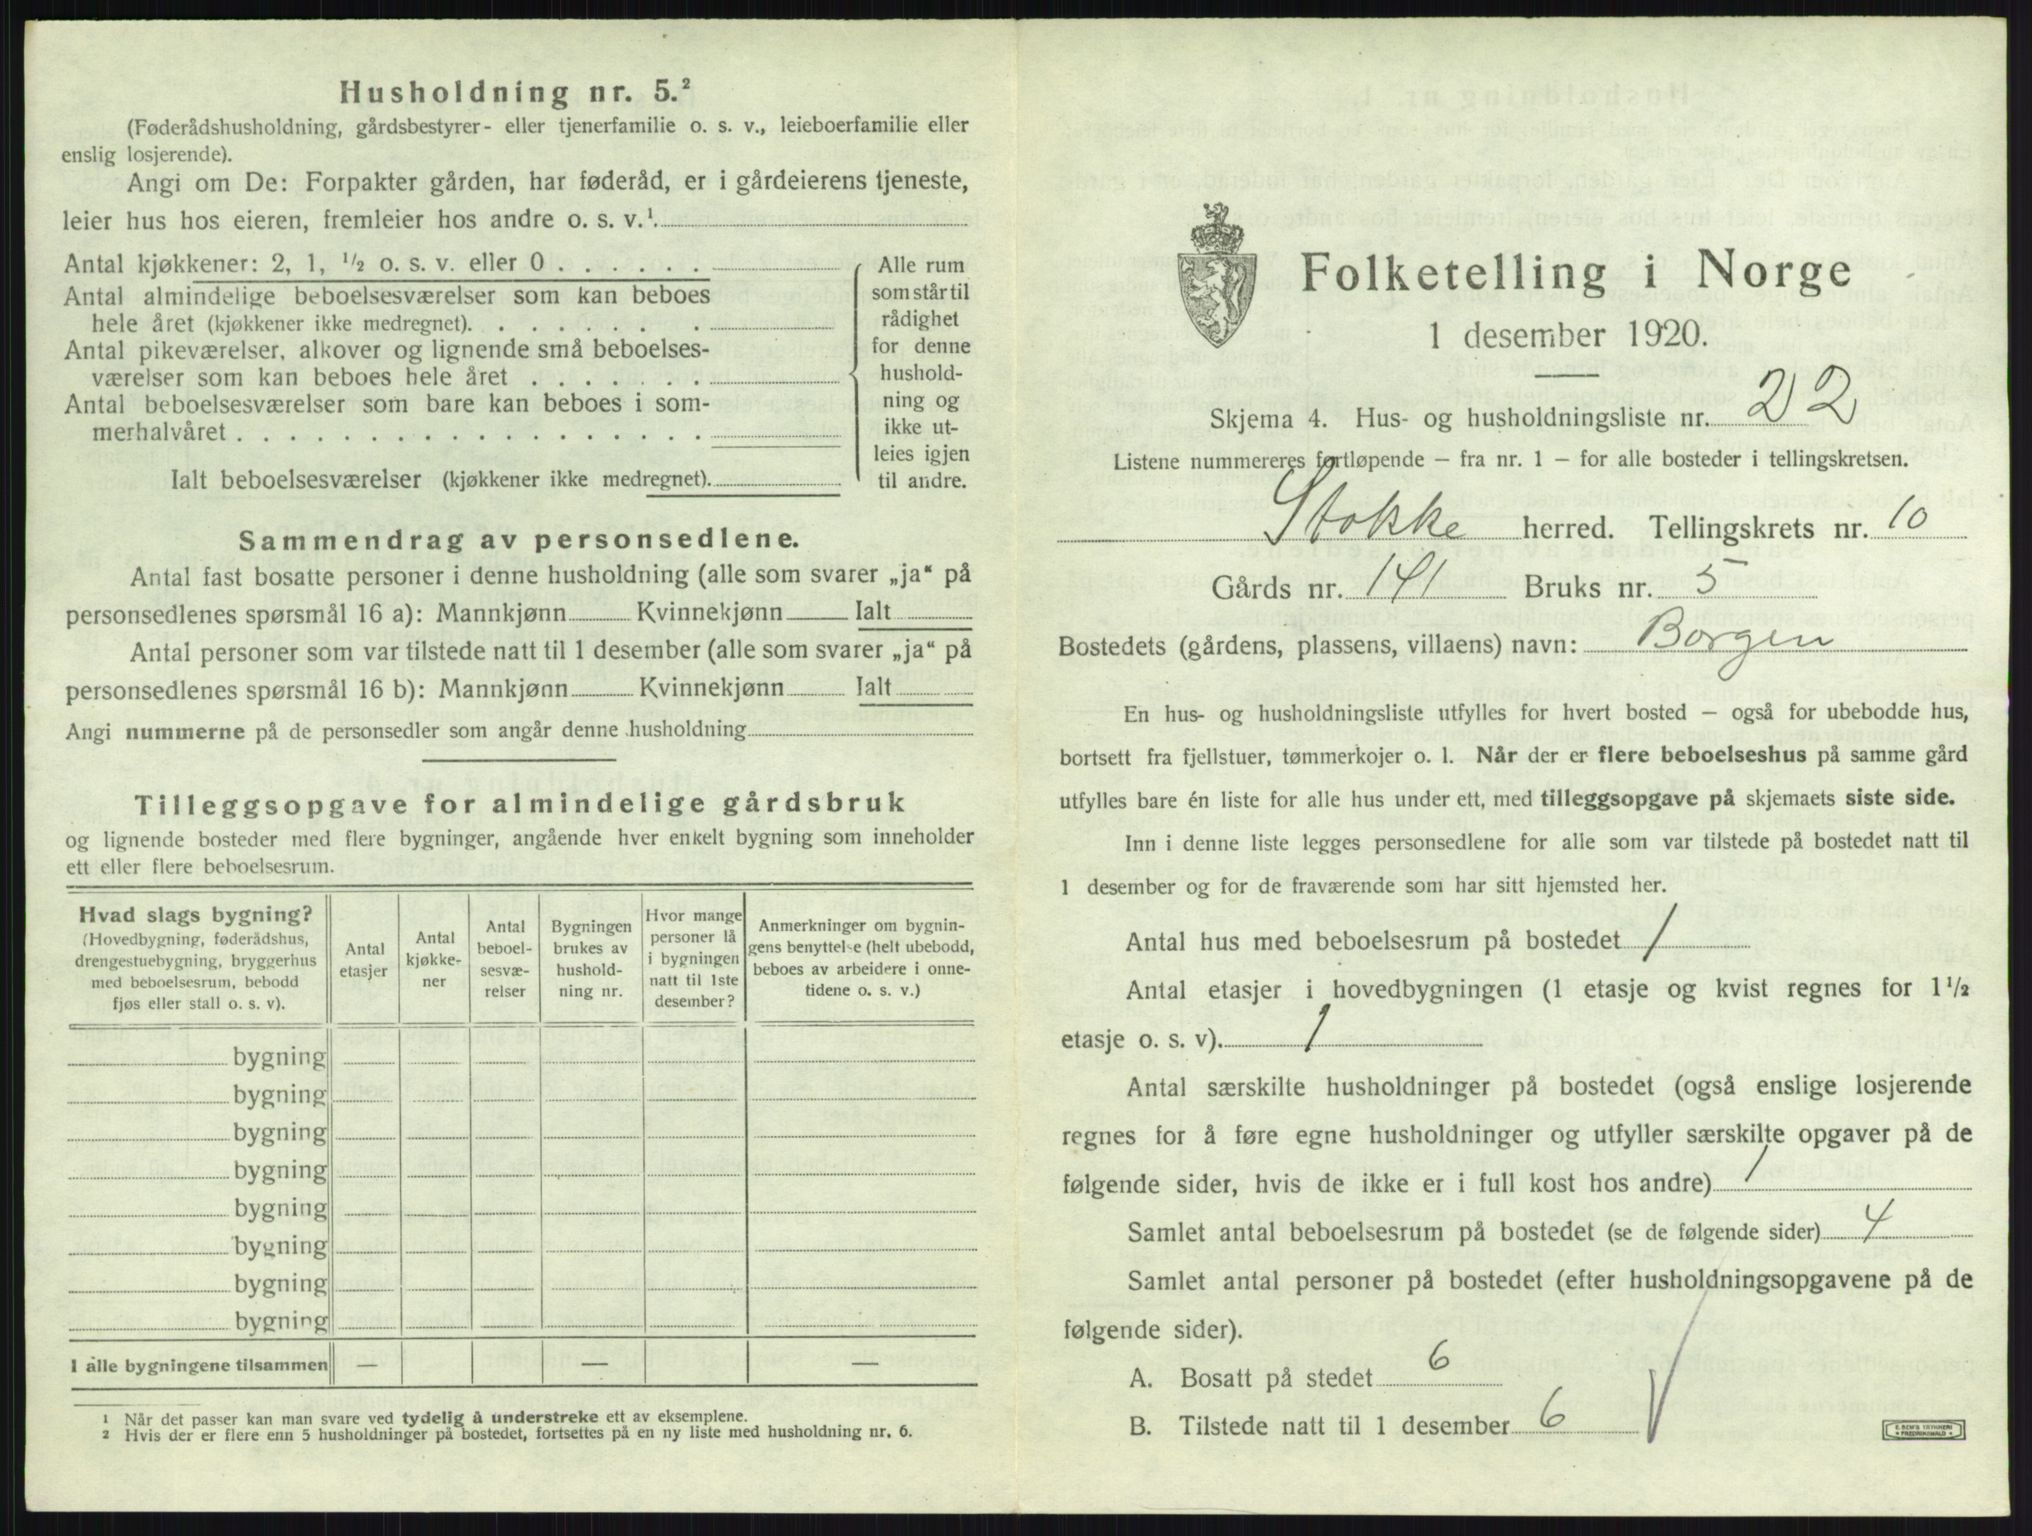 Husholdning nr. 5.²
(Føderådshusholdning, gårdsbestyrer- eller tjenerfamilie o. s. v., leieboerfamilie eller
enslig losjerende).
Angi om De: Forpakter gården, har føderåd, er i gårdeierens tjeneste,
leier hus hos eieren, fremleier hos andre o. s. v.¹
Antal kjøkkener: 2, 1, ½ o. s. v. eller 0
Antal almindelige beboelsesværelser som kan beboes
hele året (kjøkkener ikke medregnet).
Antal pikeværelser, alkover og lignende små beboelses-
værelser som kan beboes hele året
Antal beboelsesværelser som bare kan beboes i som-
merhalvåret
Ialt beboelsesværelser (kjøkkener ikke medregnet).
Alle rum
som står til
rådighet
for denne
hushold-
ning og
ikke ut-
leies igjen
til andre.
Sammendrag av personsedlene.
Antal fast bosatte personer i denne husholdning (alle som svarer „ja“ på
personsedlenes spørsmål 16 a): Mannkjønn Kvinnekjønn Ialt
Antal personer som var tilstede natt til 1 desember (alle som svarer „ja“ på
personsedlenes spørsmål 16 b): Mannkjønn Kvinnekjønn Ialt
Angi nummerne på de personsedler som angår denne husholdning
Tilleggsopgave for almindelige gårdsbruk
og lignende bosteder med flere bygninger, angående hver enkelt bygning som inneholder
ett eller flere beboelsesrum.
Hvad slags bygning?
(Hovedbygning, føderådshus,
drengestuebygning, bryggerhus
med beboelsesrum, bebodd
fjøs eller stall o. s. v).
Antal
etasjer
Antal
kjøkke-
ner
Antal
beboel-
sesvæ-
relser
Bygningen
brukes av
hushold-
ning nr.
Hvor mange
personer lå
i bygningen
natt til 1ste
desember?
Anmerkninger om bygnin-
gens benyttelse (helt ubebodd,
beboes av arbeidere i onne-
tidene o. s. v.)
bygning
bygning
bygning
bygning
bygning
bygning
bygning
bygning
I alle bygningene tilsammen — — —
1 Når det passer kan man svare ved tydelig å understreke ett av eksemplene.
2 Hvis der er flere enn 5 husholdninger på bostedet, fortsettes på en ny liste med husholdning nr. 6.
Folketelling i Norge
1 desember 1920.
Skjema 4. Hus- og husholdningsliste nr. 22
Listene nummereres fortløpende — fra nr. 1 — for alle bosteder i tellingskretsen.
Stokke herred. Tellingskrets nr. 10
Gårds nr. 141 Bruks nr. 5
Bostedets (gårdens, plassens, villaens) navn: Borgen
En hus- og husholdningsliste utfylles for hvert bosted — også for ubebodde hus,
bortsett fra fjellstuer, tømmerkojer o. l. Når der er flere beboelseshus på samme gård
utfylles bare én liste for alle hus under ett, med tilleggsopgave på skjemaets siste side.
Inn i denne liste legges personsedlene for alle som var tilstede på bostedet natt til
1 desember og for de fraværende som har sitt hjemsted her.
Antal hus med beboelsesrum på bostedet 1
Antal etasjer i hovedbygningen (1 etasje og kvist regnes for 1½
etasje o. s. v). 1
Antal særskilte husholdninger på bostedet (også enslige losjerende
regnes for å føre egne husholdninger og utfyller særskilte opgaver på de
følgende sider, hvis de ikke er i full kost hos andre) 1
Samlet antal beboelsesrum på bostedet (se de følgende sider) 4
Samlet antal personer på bostedet (efter husholdningsopgavene på de
følgende sider).
A. Bosatt på stedet 6
B. Tilstede natt til 1 desember 6